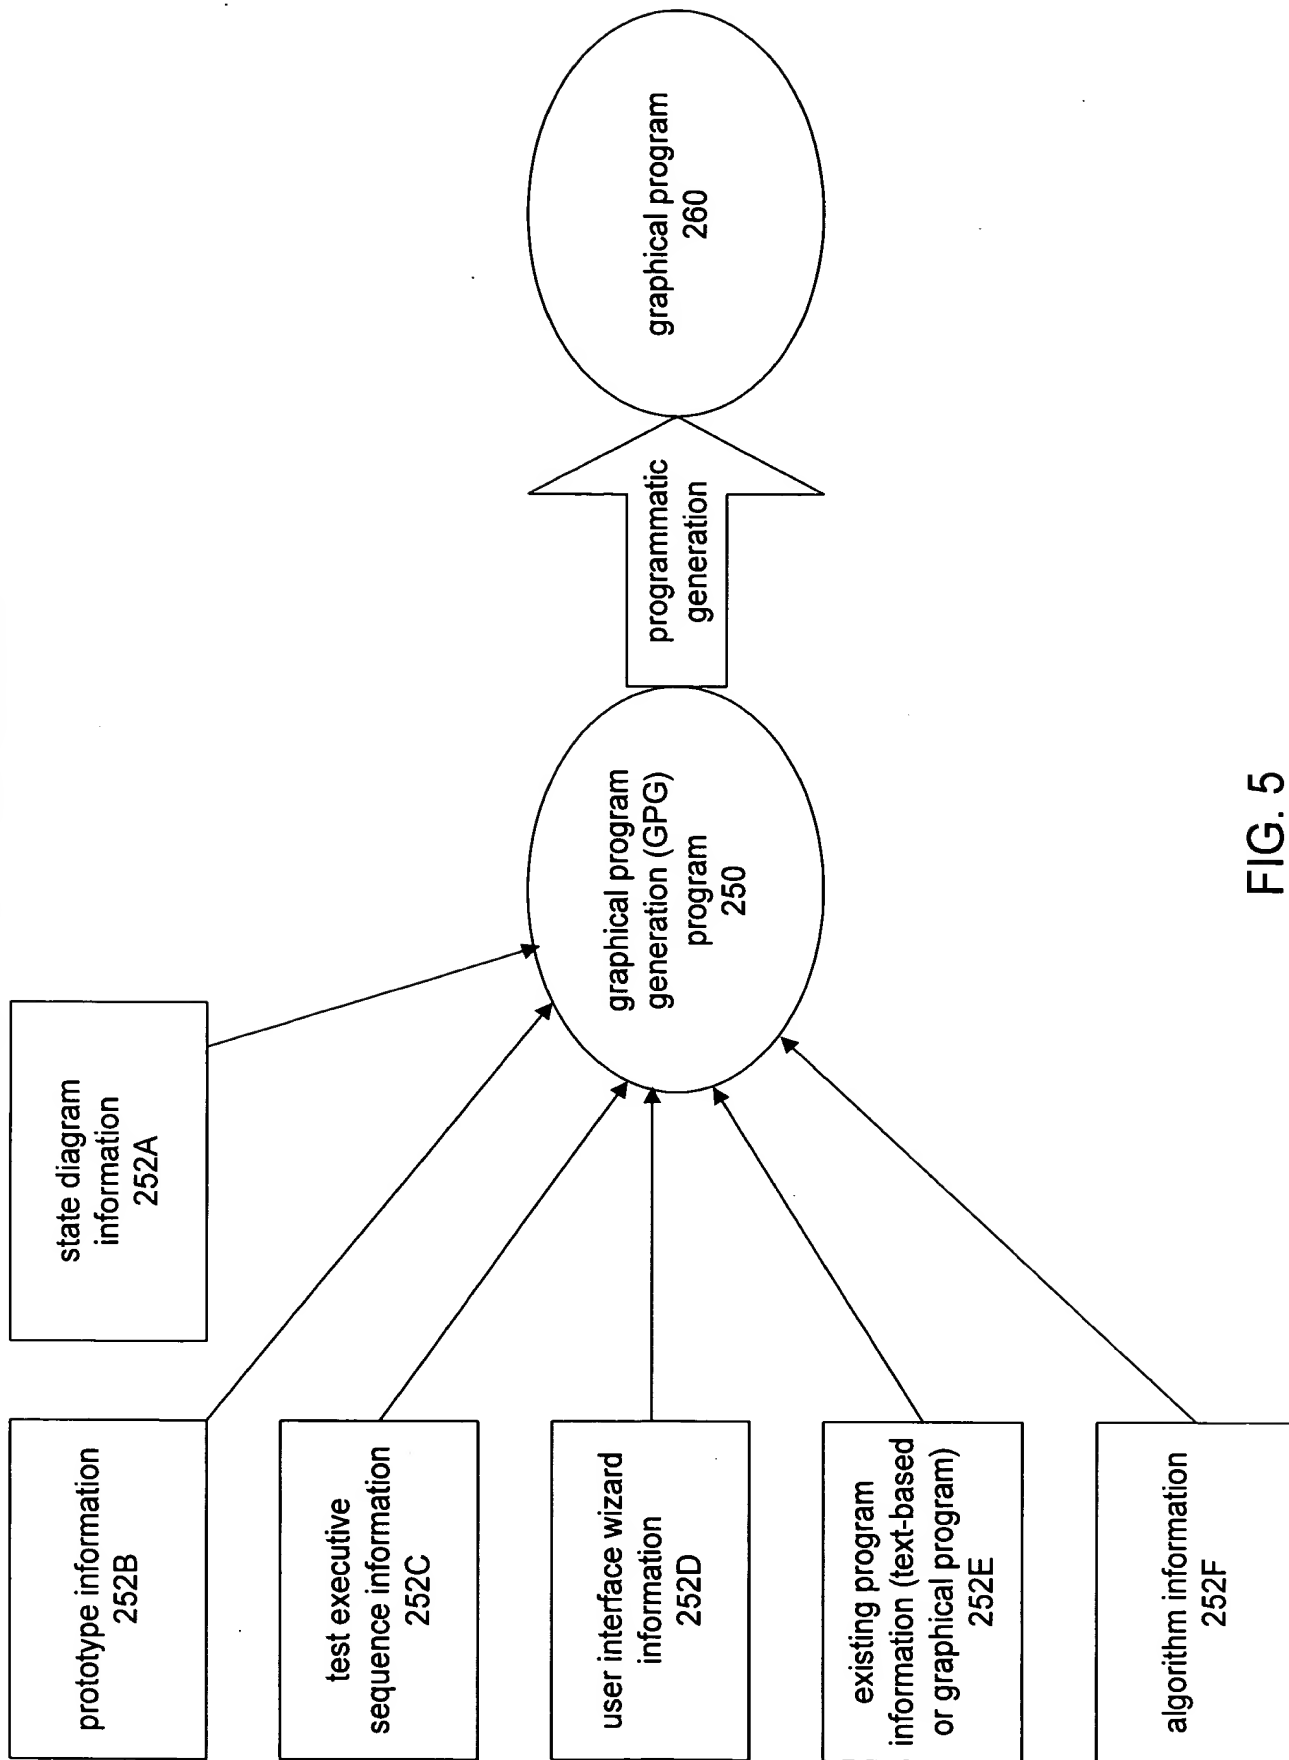 state diagram
information
252A
prototype information
252B
test executive
sequence information
252C
user interface wizard
information
252D
existing program
information (text-based
or graphical program)
252E
algorithm information
252F
graphical program
generation (GPG)
program
250
programmatic
generation
graphical program
260
FIG. 5